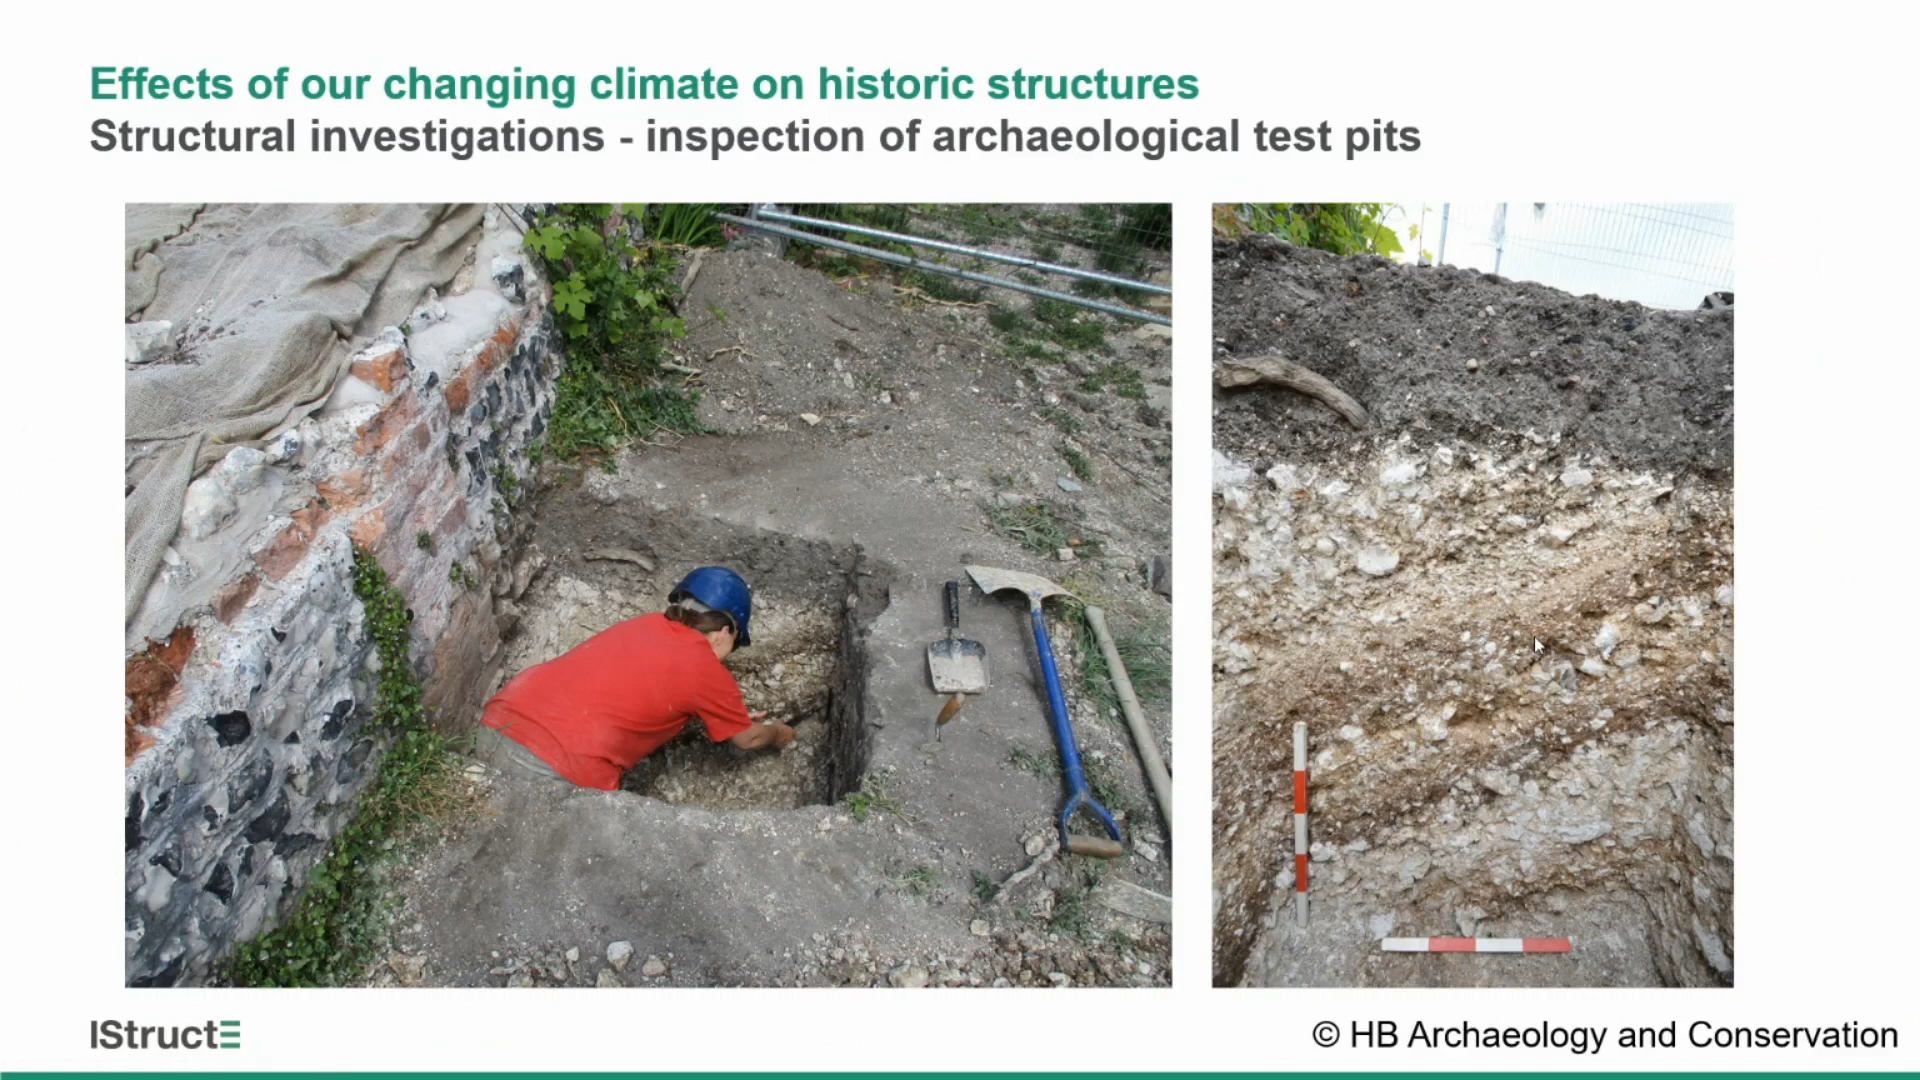 Effects of our changing climate on historic structures
Structural investigations - inspection of archaeological test pits
IStructE
© HB Archaeology and Conservation